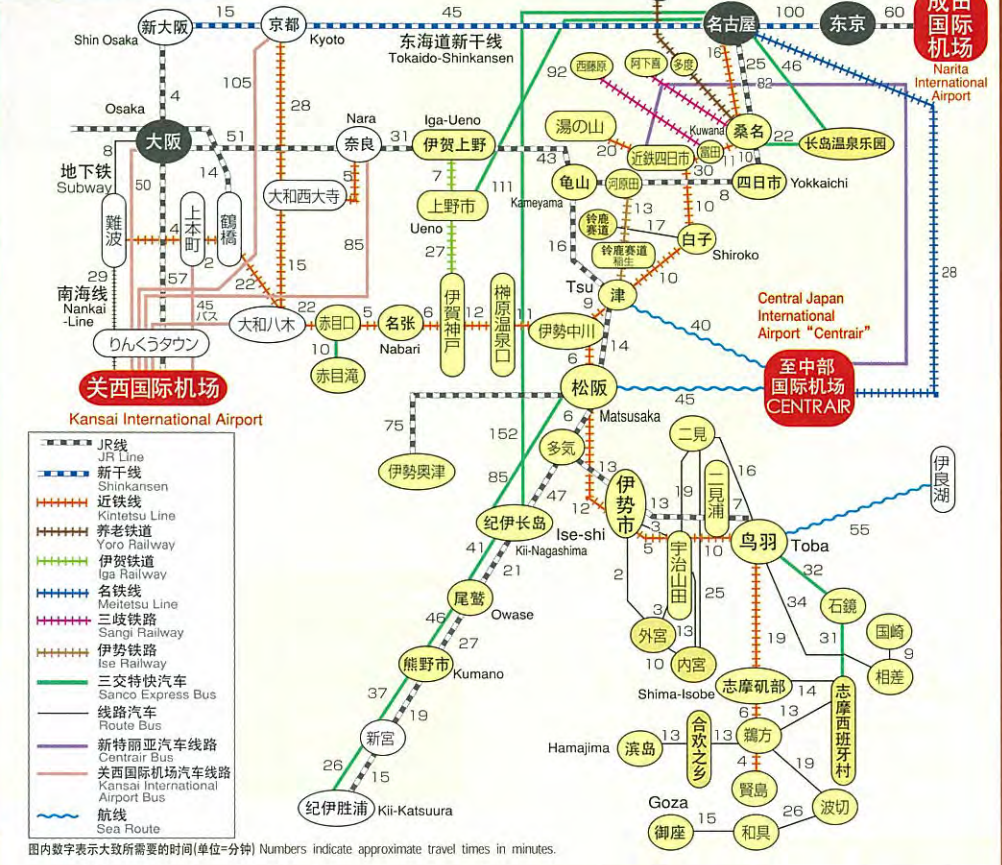 15
45
100
60
新大阪
京都
名古屋
东京
成田
国际
机场
Shin Osaka
Kyoto
东海道新干线
Tokaido-Shinkansen
Narita
International
Airport
16
25
46
82
92
西藤原
阿下喜
多度
105
28
4
Osaka
大阪
51
Nara
奈良
31
Iga-Ueno
伊贺上野
湯の山
20
Kuwana
桑名
22
长岛温泉乐园
近鉄四日市
富田
11
10
30
43
8
地下铁
Subway
50
14
5
大和西大寺
7
上野市
Ueno
111
龟山
Kameyama
河原田
8
四日市
Yokkaichi
難波
4
上本町
2
鶴橋
85
27
16
13
铃鹿
赛道
17
铃鹿赛道
稲生
10
白子
Shiroko
10
29
南海线
Nankai
-Line
57
22
15
45
バス
Tsu
津
9
28
りんくうタウン
大和八木
22
赤目口
5
名张
Nabari
6
伊贺神戸
12
榊原温泉口
11
伊勢中川
14
40
Central Japan
International
Airport “Centrair”
10
赤目滝
6
关西国际机场
Kansai International Airport
松阪
Matsusaka
45
至中部
国际机场
CENTRAIR
75
伊勢奥津
152
6
多気
85
47
13
12
伊势市
Ise-shi
二見
16
19
二見浦
13
7
3
5
宇治山田
10
鸟羽
Toba
55
伊良湖
纪伊长岛
Kii-Nagashima
41
21
2
25
32
34
石鏡
尾鷲
Owase
46
27
3
外宮
13
10
内宮
19
31
国崎
9
相差
熊野市
Kumano
Shima-Isobe
志摩矶部
14
37
19
新宮
6
13
志摩西班牙村
Hamajima
滨岛
13
合欢之乡
13
鵜方
19
4
賢島
26
15
纪伊胜浦
Kii-Katsuura
Goza
御座
15
和具
26
波切
JR线
JR Line
新干线
Shinkansen
近铁线
Kintetsu Line
养老铁道
Yoro Railway
伊贺铁道
Iga Railway
名铁线
Meitetsu Line
三歧铁路
Sangi Railway
伊势铁路
Ise Railway
三交特快汽车
Sanco Express Bus
线路汽车
Route Bus
新特丽亚汽车线路
Centrair Bus
关西国际机场汽车线路
Kansai International
Airport Bus
航线
Sea Route
图内数字表示大致所需要的时间(单位=分钟) Numbers indicate approximate travel times in minutes.